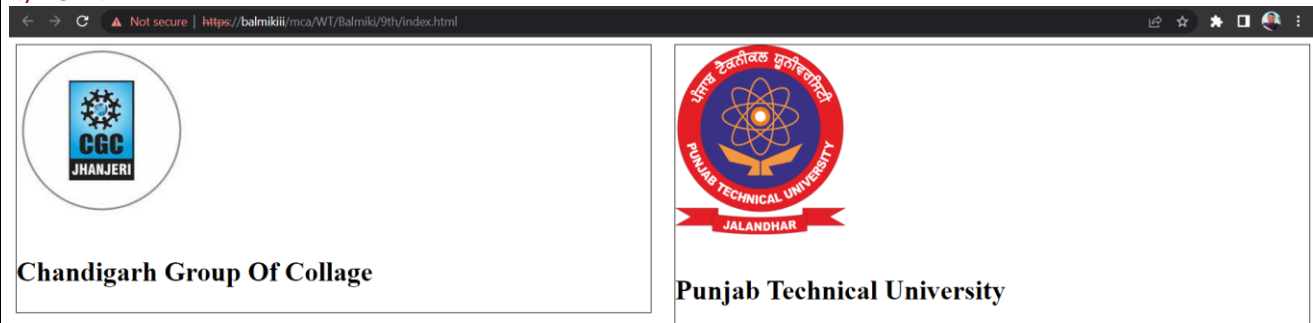 Not secure | https://balmikiii/mca/WT/Balmiki/9th/index.html
CGC
JHANJERI
Chandigarh Group Of Collage
ਪੰਜਾਬ ਟੈਕਨੀਕਲ ਯੂਨੀਵਰਸਿਟੀ
PUNJAB TECHNICAL UNIVERSITY
JALANDHAR
Punjab Technical University